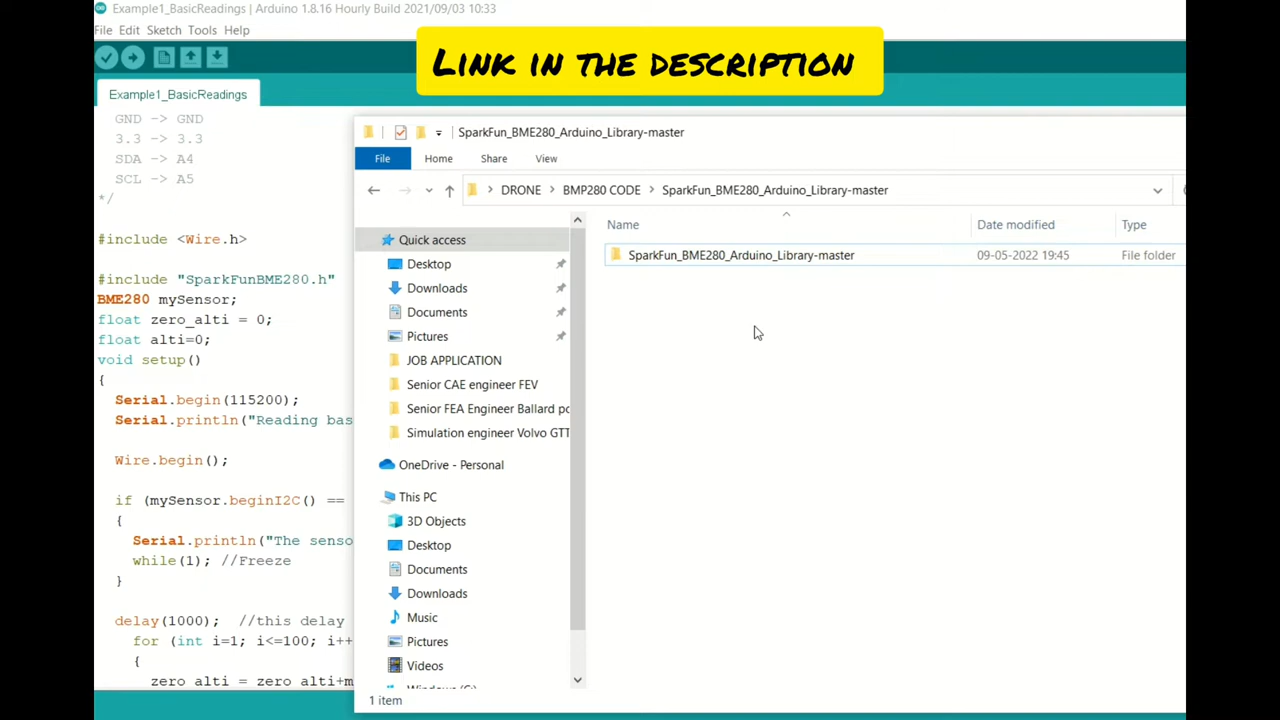 Example1_BasicReadings | Arduino 1.8.16 Hourly Build 2021/09/03 10:33
File Edit Sketch Tools Help
LINK IN THE DESCRIPTION
Example1_BasicReadings
GND -> GND
3.3 -> 3.3
SDA -> A4
SCL -> A5
*/
#include <Wire.h>
#include "SparkFunBME280.h"
BME280 mySensor;
float zero_alti = 0;
float alti=0;
void setup()
{
Serial.begin(115200);
Serial.println("Reading bas
Wire.begin();
if (mySensor.beginI2C() ==
{
Serial.println("The senso
while(1); //Freeze
}
delay(1000); //this delay
for (int i=1; i<=100; i++
{
zero_alti = zero_alti+m
SparkFun_BME280_Arduino_Library-master
File Home Share View
DRONE > BMP280 CODE > SparkFun_BME280_Arduino_Library-master
Name Date modified Type
SparkFun_BME280_Arduino_Library-master 09-05-2022 19:45 File folder
Quick access
Desktop
Downloads
Documents
Pictures
JOB APPLICATION
Senior CAE engineer FEV
Senior FEA Engineer Ballard po
Simulation engineer Volvo GTT
OneDrive - Personal
This PC
3D Objects
Desktop
Documents
Downloads
Music
Pictures
Videos
1 item